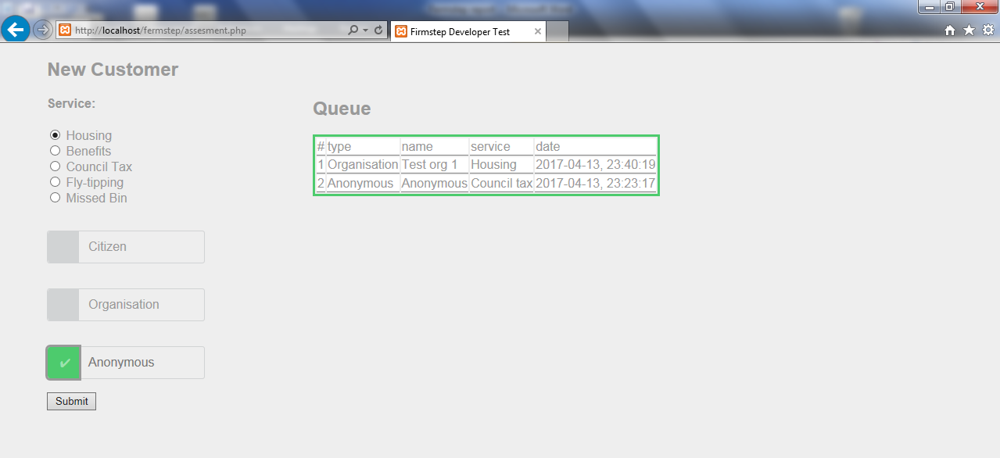 http://localhost/fermstep/assesment.php
Firmstep Developer Test
New Customer
Service:
Housing
Benefits
Council Tax
Fly-tipping
Missed Bin
Citizen
Organisation
Anonymous
Submit
Queue
# type name service date
1 Organisation Test org 1 Housing 2017-04-13, 23:40:19
2 Anonymous Anonymous Council tax 2017-04-13, 23:23:17